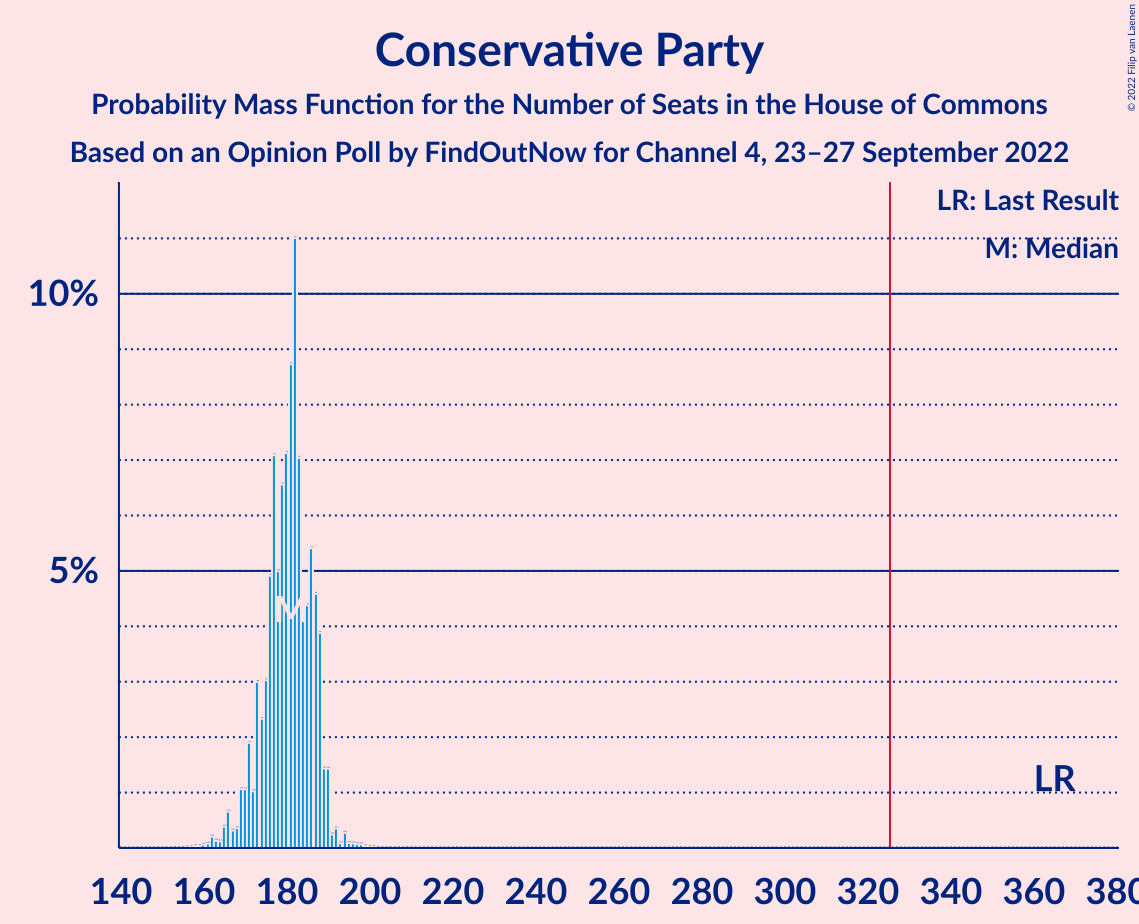 Conservative Party
Probability Mass Function for the Number of Seats in the House of Commons
Based on an Opinion Poll by FindOutNow for Channel 4, 23–27 September 2022
© 2022 Filip van Laenen
LR: Last Result
M: Median
10%
5%
M
LR
140 160 180 200 220 240 260 280 300 320 340 360 380